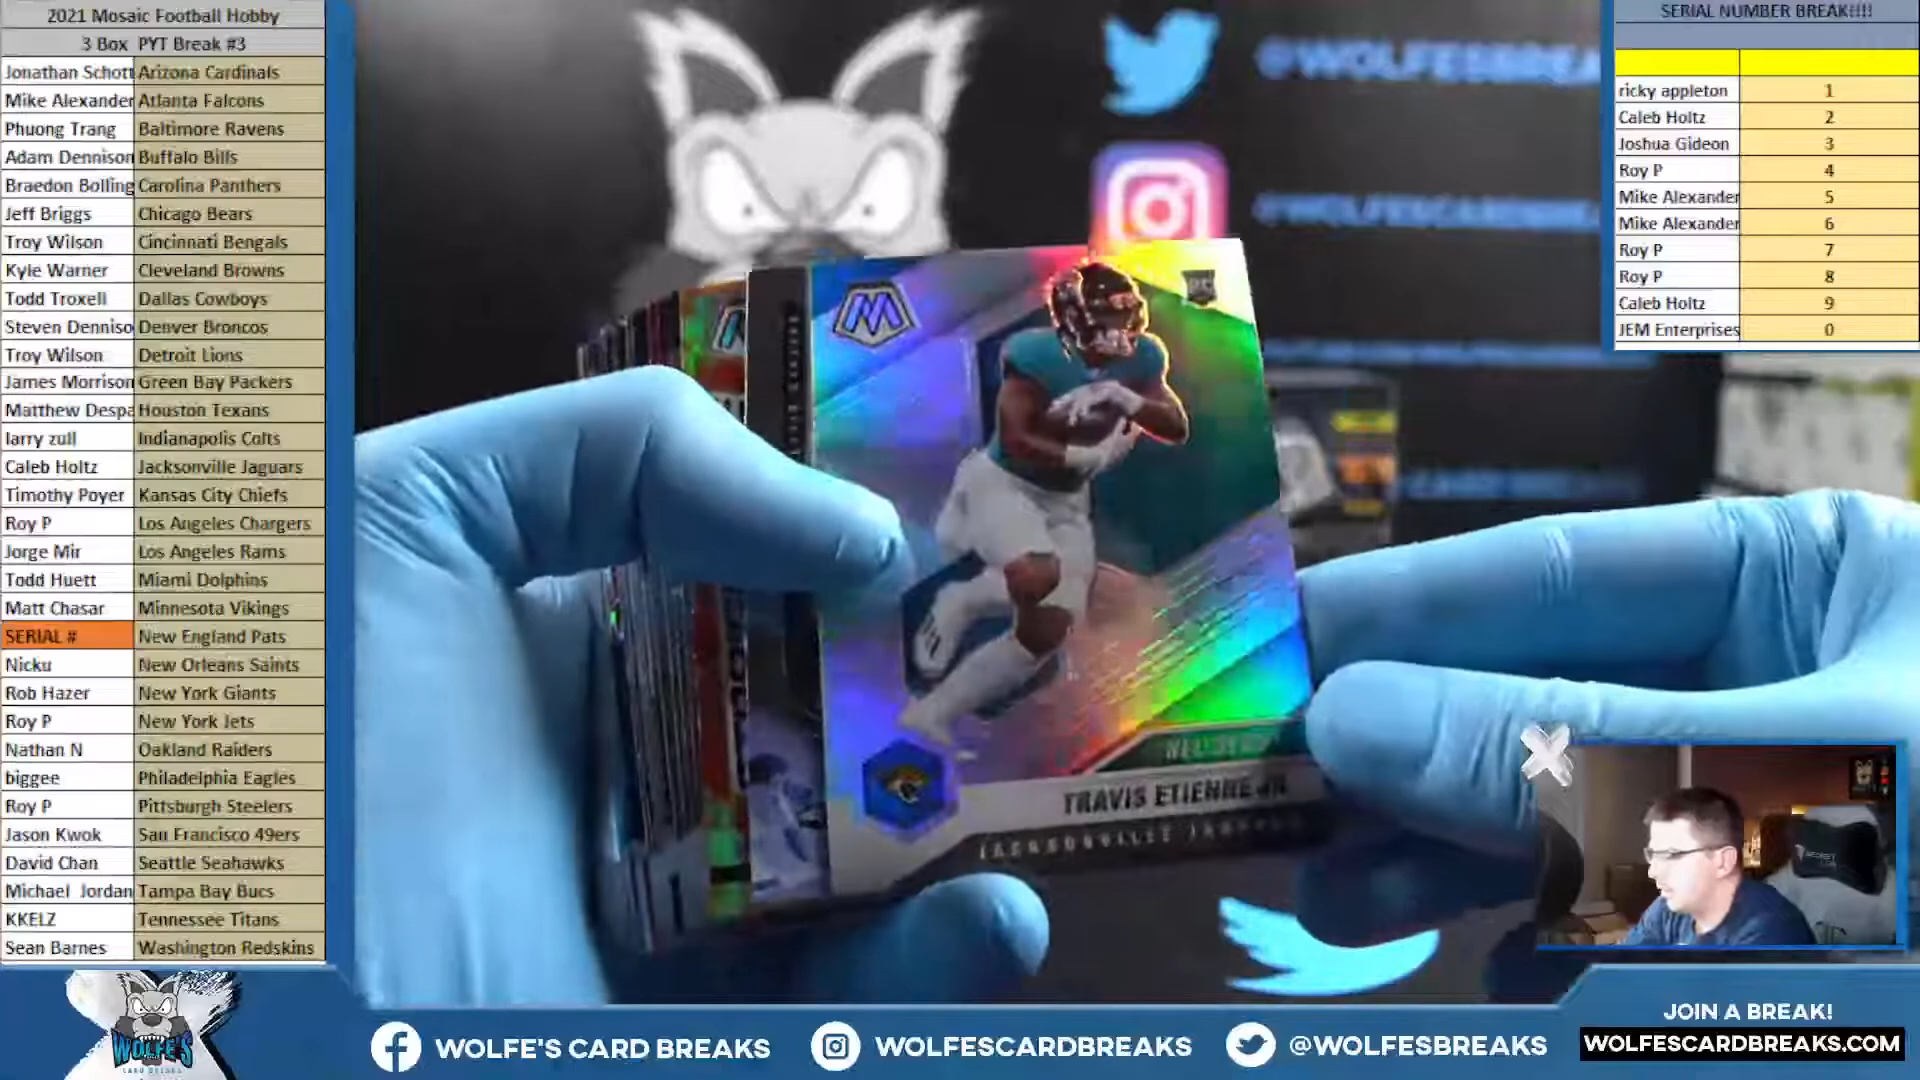 2021 Mosaic Football Hobby
3 Box PYT Break #3
Jonathan Schott Arizona Cardinals
Mike Alexander Atlanta Falcons
Phuong Trang Baltimore Ravens
Adam Dennison Buffalo Bills
Braedon Bolling Carolina Panthers
Jeff Briggs Chicago Bears
Troy Wilson Cincinnati Bengals
Kyle Warner Cleveland Browns
Todd Troxell Dallas Cowboys
Steven Denniso Denver Broncos
Troy Wilson Detroit Lions
James Morrison Green Bay Packers
Matthew Despa Houston Texans
larry zull Indianapolis Colts
Caleb Holtz Jacksonville Jaguars
Timothy Poyer Kansas City Chiefs
Roy P Los Angeles Chargers
Jorge Mir Los Angeles Rams
Todd Huett Miami Dolphins
Matt Chasar Minnesota Vikings
SERIAL # New England Pats
Nicku New Orleans Saints
Rob Hazer New York Giants
Roy P New York Jets
Nathan N Oakland Raiders
biggee Philadelphia Eagles
Roy P Pittsburgh Steelers
Jason Kwok San Francisco 49ers
David Chan Seattle Seahawks
Michael Jordan Tampa Bay Bucs
KKELZ Tennessee Titans
Sean Barnes Washington Redskins
@WOLFESBREA
@WOLFESCARDBREA
M
RC
TRAVIS ETIENNE JR
JACKSONVILLE JAGUARS
SERIAL NUMBER BREAK!!!!
ricky appleton 1
Caleb Holtz 2
Joshua Gideon 3
Roy P 4
Mike Alexander 5
Mike Alexander 6
Roy P 7
Roy P 8
Caleb Holtz 9
JEM Enterprises 0
WOLFE'S
WOLFE'S CARD BREAKS
WOLFESCARDBREAKS
@WOLFESBREAKS
JOIN A BREAK!
WOLFESCARDBREAKS.COM